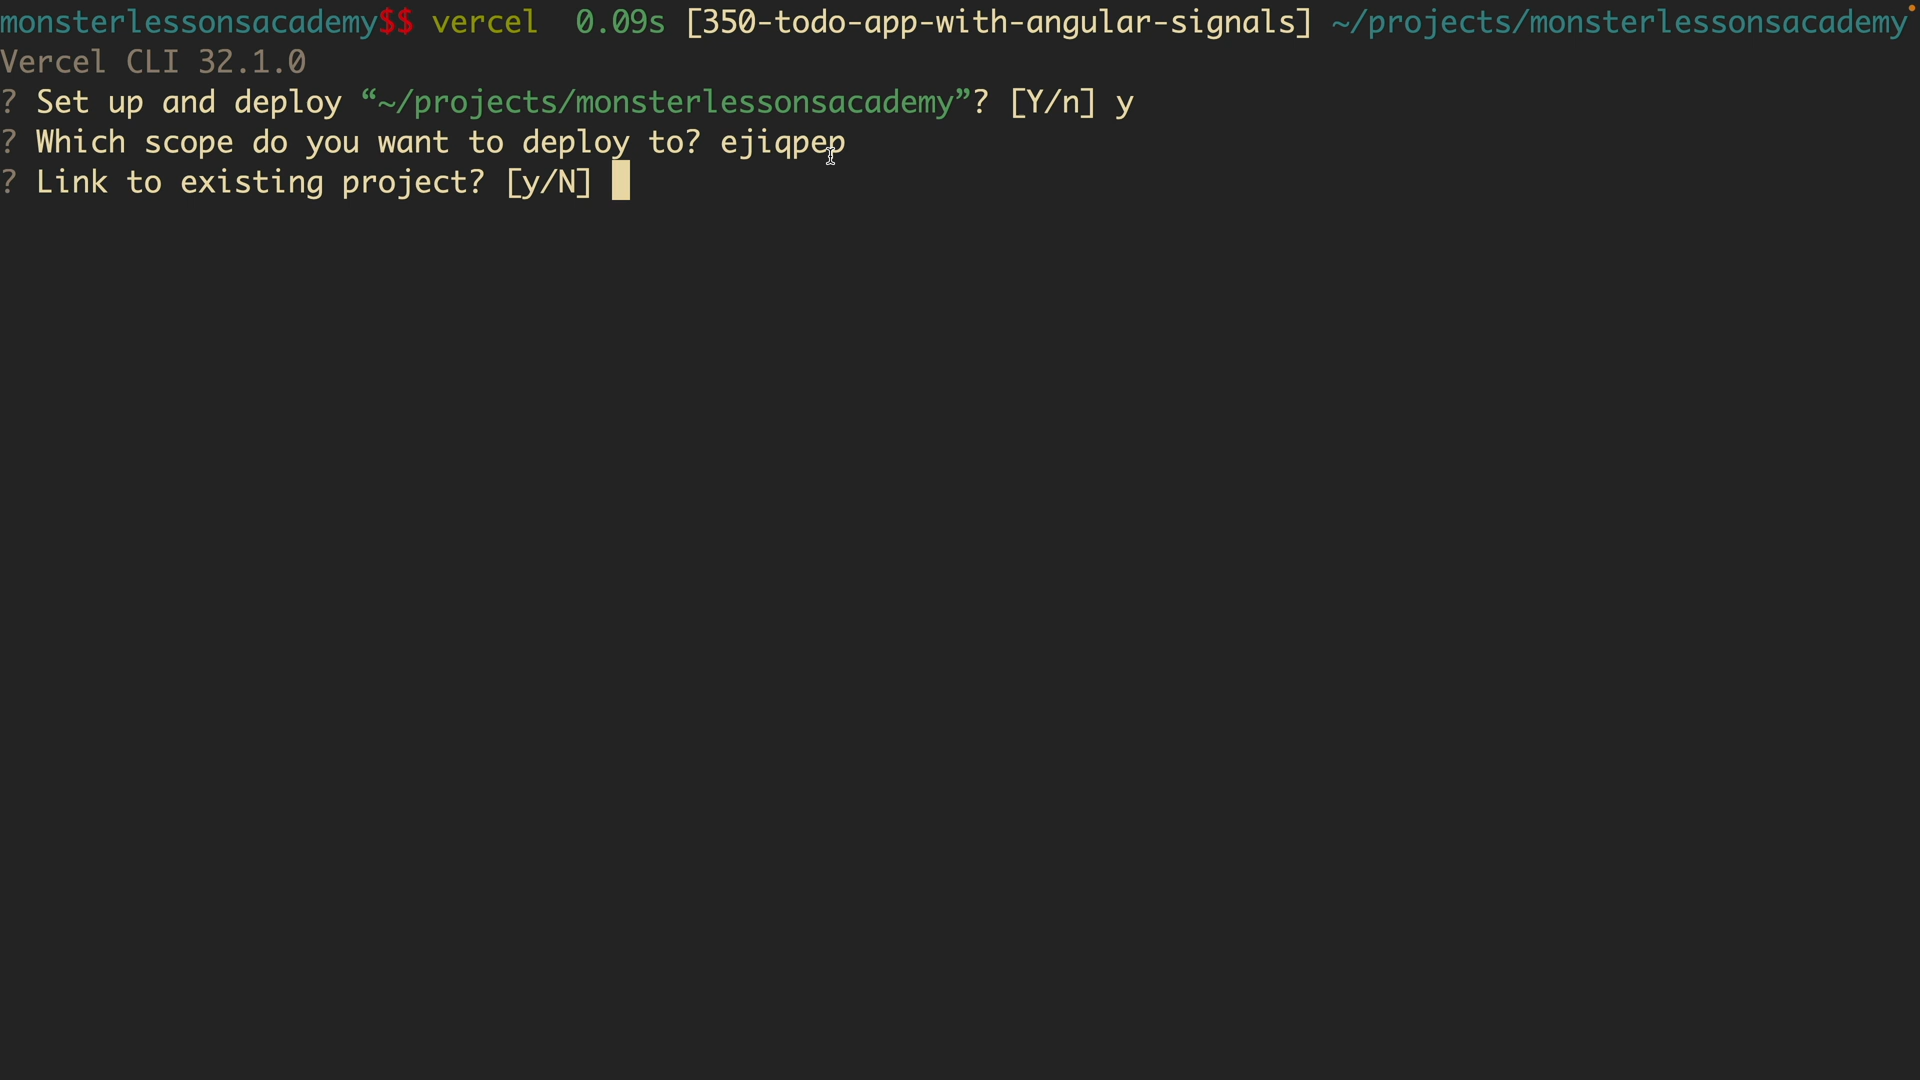 monsterlessonsacademy$$ vercel 0.09s [350-todo-app-with-angular-signals] ~/projects/monsterlessonsacademy
Vercel CLI 32.1.0
? Set up and deploy “~/projects/monsterlessonsacademy”? [Y/n] y
? Which scope do you want to deploy to? ejiqpep
? Link to existing project? [y/N]